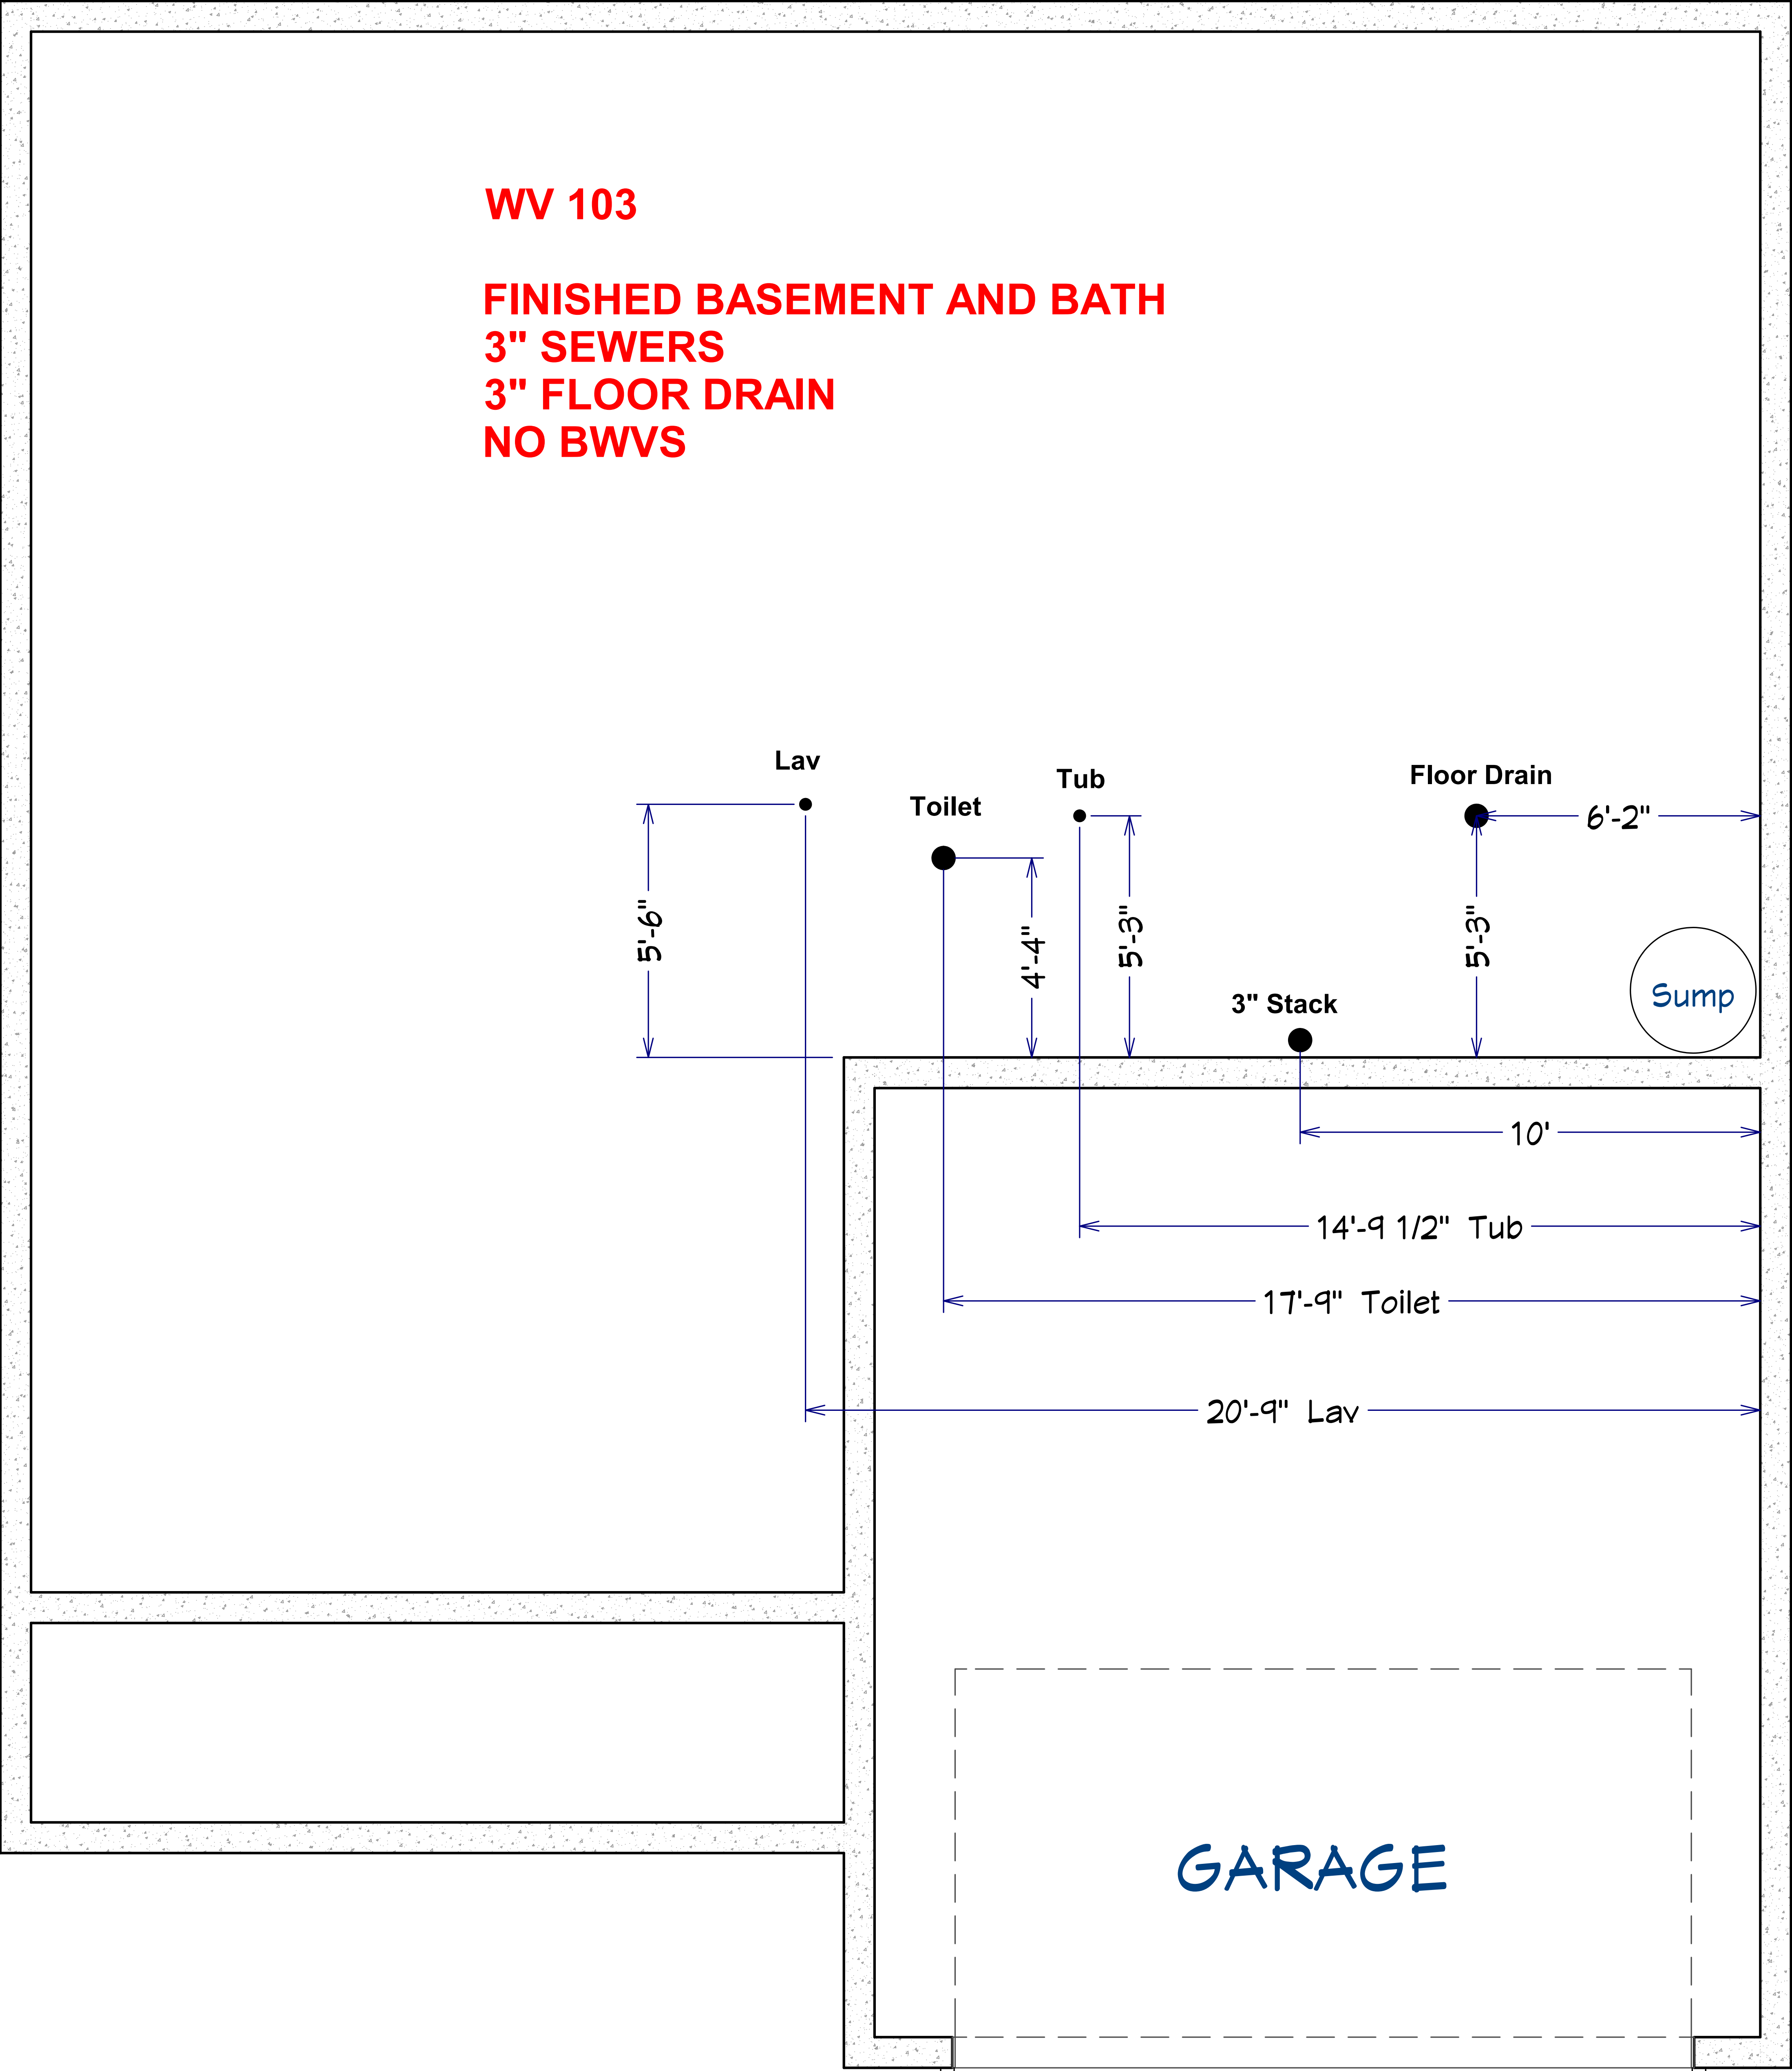 WV 103
FINISHED BASEMENT AND BATH
3" SEWERS
3" FLOOR DRAIN
NO BWVS
Lav
Toilet
Tub
Floor Drain
6'-2"
5'-6"
4'-4"
5'-3"
5'-3"
Sump
3" Stack
10'
14'-9 1/2" Tub
17'-9" Toilet
20'-9" Lav
GARAGE